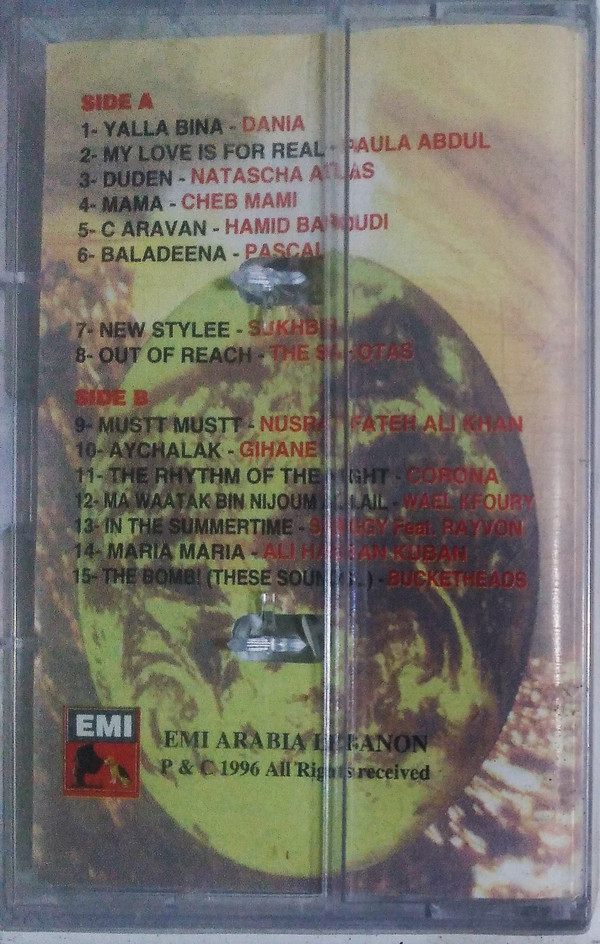 SIDE A
1- YALLA BINA - DANIA
2- MY LOVE IS FOR REAL - PAULA ABDUL
3- DUDEN - NATASCHA ATLAS
4- MAMA - CHEB MAMI
5- C ARAVAN - HAMID BAROUDI
6- BALADEENA - PASCAL
7- NEW STYLEE - SUKHBIR
8- OUT OF REACH - THE
SIDE B
9- MUSTT MUSTT - NUSRAT FATEH ALI KHAN
10- AYCHALAK - GIHANE
11- THE RHYTHM OF THE NIGHT - CORONA
12- MA WAATAK BIN NIJOUM LAIL - WAEL KFOURY
13- IN THE SUMMERTIME - SHAGGY Feat. RAYVON
14- MARIA MARIA - ALI HASSAN KUBAN
15- THE BOMB! (THESE SOUNDS..) - BUCKETHEADS
EMI
EMI ARABIA LEBANON
P & C 1996 All Rights received